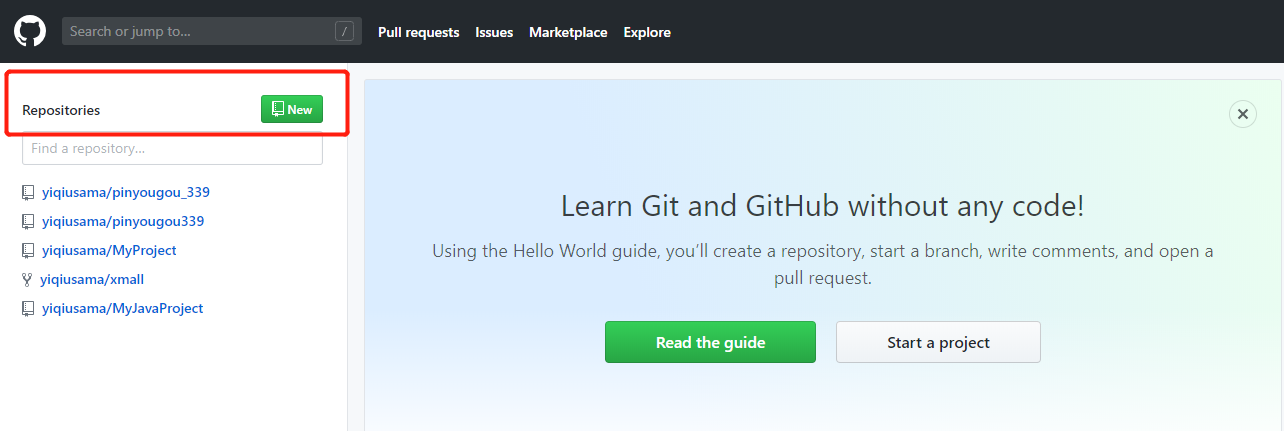 Search or jump to...
/
Pull requests
Issues
Marketplace
Explore
Repositories
New
Find a repository...
yiqiusama/pinyougou_339
yiqiusama/pinyougou339
yiqiusama/MyProject
yiqiusama/xmall
yiqiusama/MyJavaProject
Learn Git and GitHub without any code!
Using the Hello World guide, you’ll create a repository, start a branch, write comments, and open a
pull request.
Read the guide
Start a project